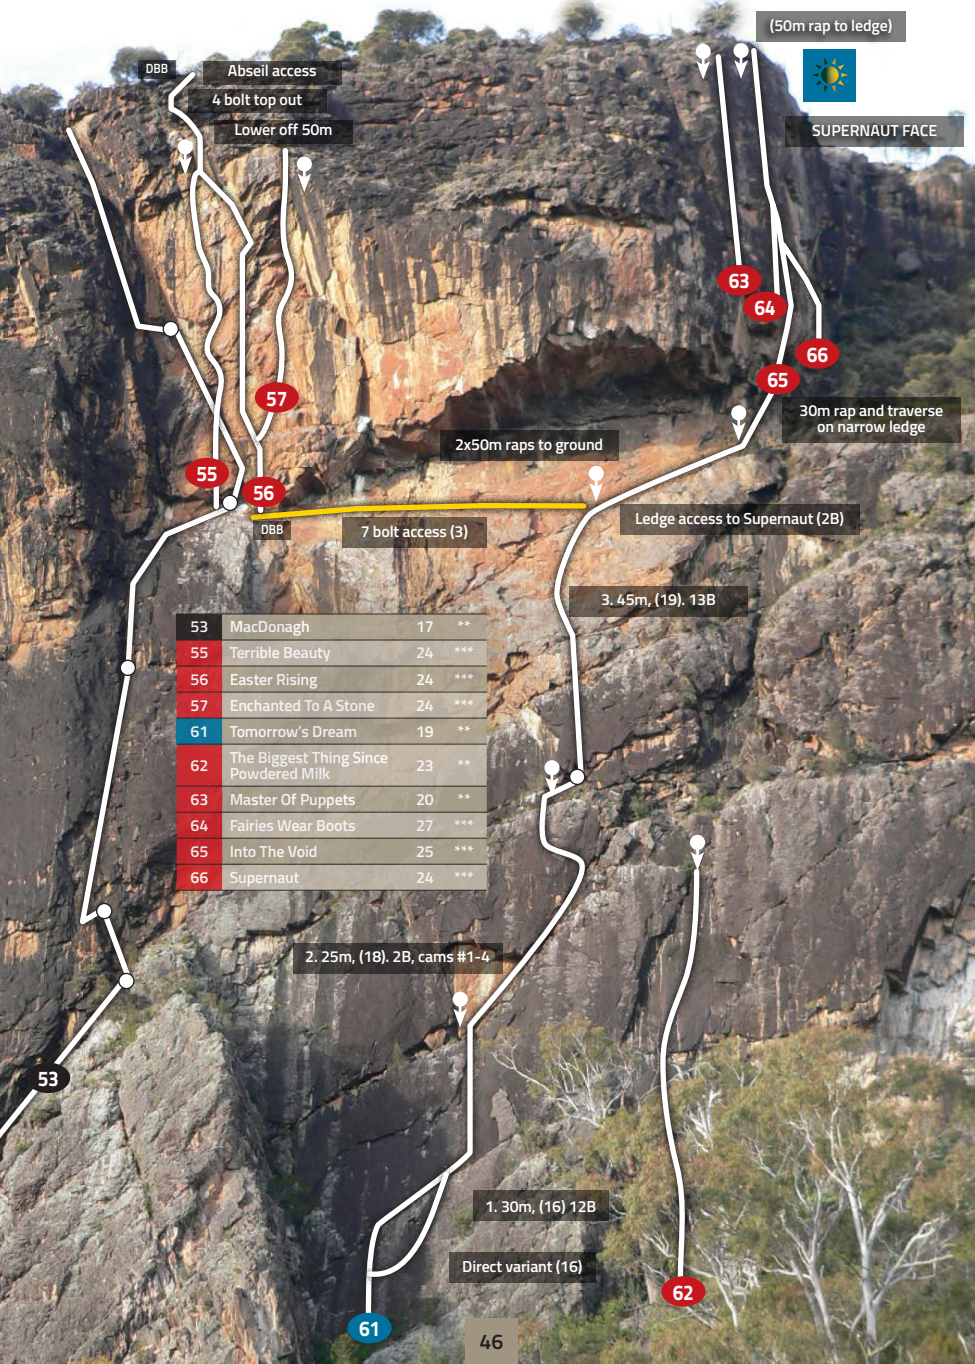 (50m rap to ledge)
DBB
Abseil access
4 bolt top out
Lower off 50m
SUPERNAUT FACE
63
64
66
65
57
30m rap and traverse
on narrow ledge
2x50m raps to ground
55
56
DBB
7 bolt access (3)
Ledge access to Supernaut (2B)
3. 45m, (19). 13B
53 MacDonagh 17 **
55 Terrible Beauty 24 ***
56 Easter Rising 24 ***
57 Enchanted To A Stone 24 ***
61 Tomorrow's Dream 19 **
62 The Biggest Thing Since
Powdered Milk 23 **
63 Master Of Puppets 20 **
64 Fairies Wear Boots 27 ***
65 Into The Void 25 ***
66 Supernaut 24 ***
2. 25m, (18). 2B, cams #1-4
53
1. 30m, (16) 12B
Direct variant (16)
62
61
46